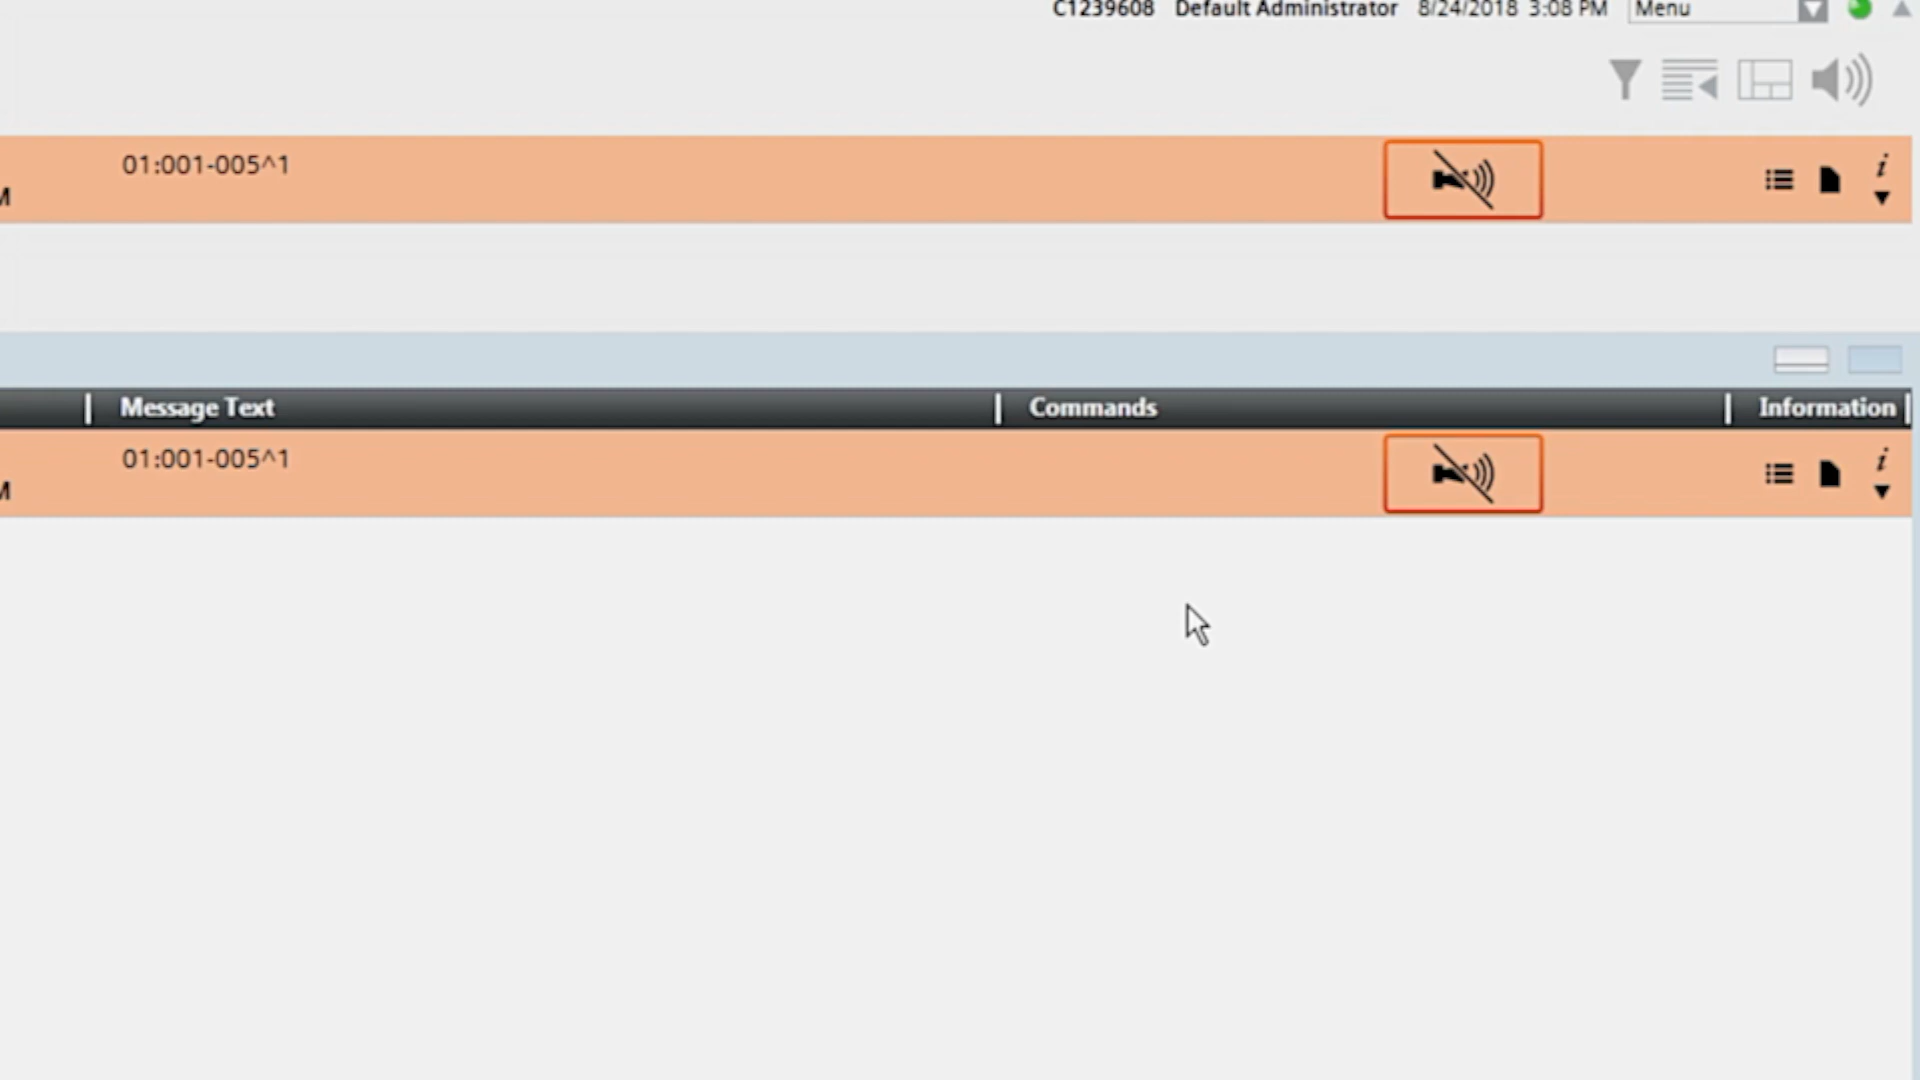 C1239608 Default Administrator 8/24/2018 3:08 PM Menu
01:001-005^1
M
Message Text Commands Information
01:001-005^1
M